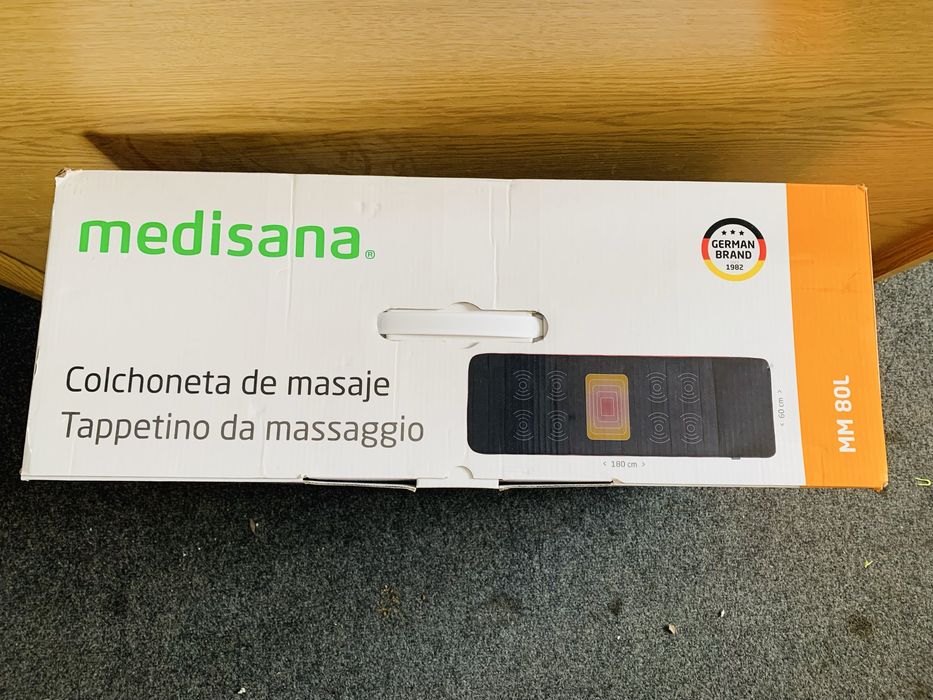 medisana®
GERMAN
BRAND
1982
Colchoneta de masaje
Tappetino da massaggio
< 180 cm >
< 60 cm >
MM 80L